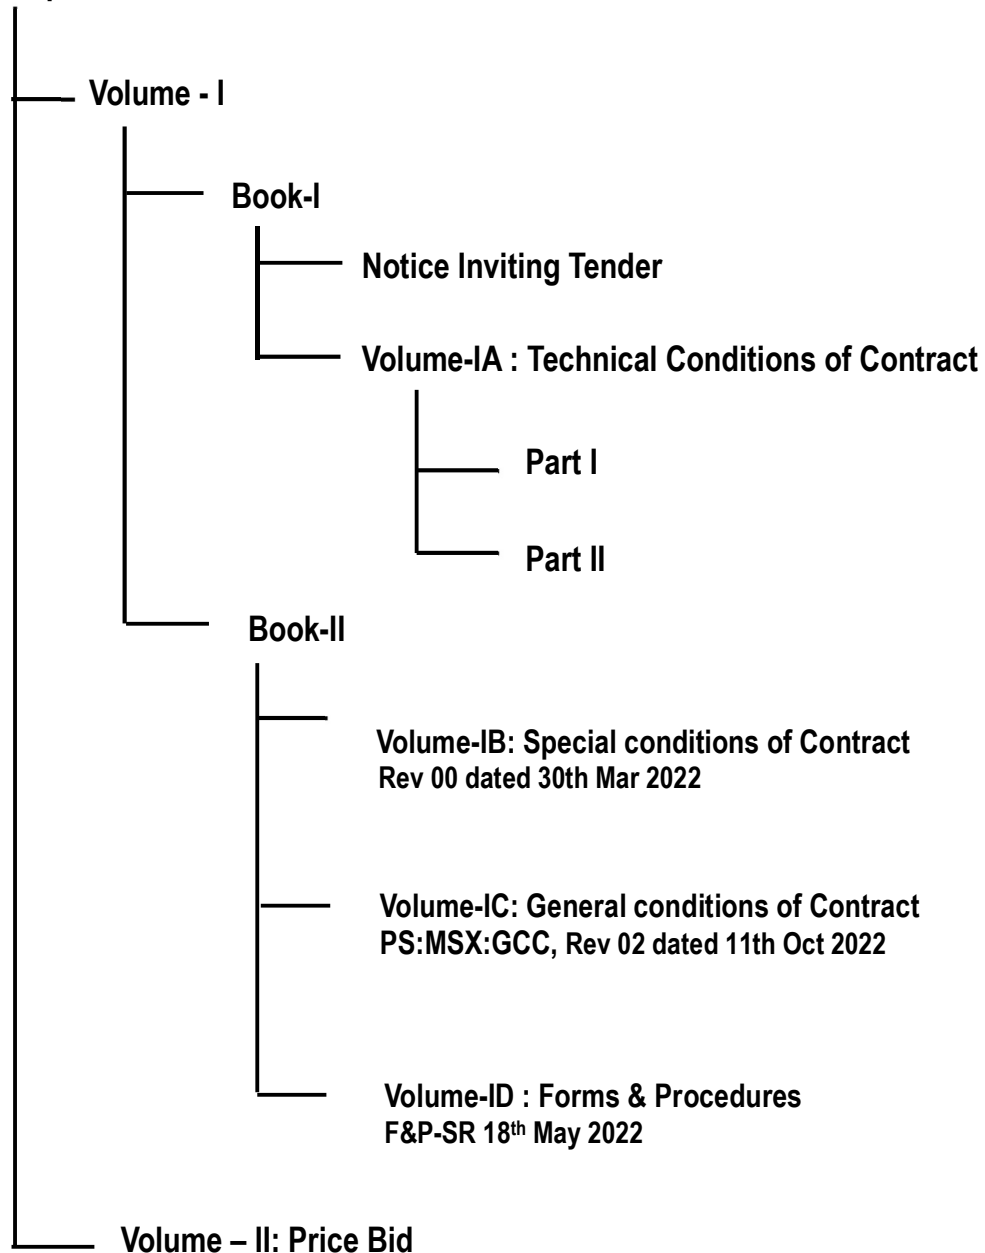 Volume - I
Book-I
Notice Inviting Tender
Volume-IA : Technical Conditions of Contract
Part I
Part II
Book-II
Volume-IB: Special conditions of Contract
Rev 00 dated 30th Mar 2022
Volume-IC: General conditions of Contract
PS:MSX:GCC, Rev 02 dated 11th Oct 2022
Volume-ID : Forms & Procedures
F&P-SR 18th May 2022
Volume – II: Price Bid